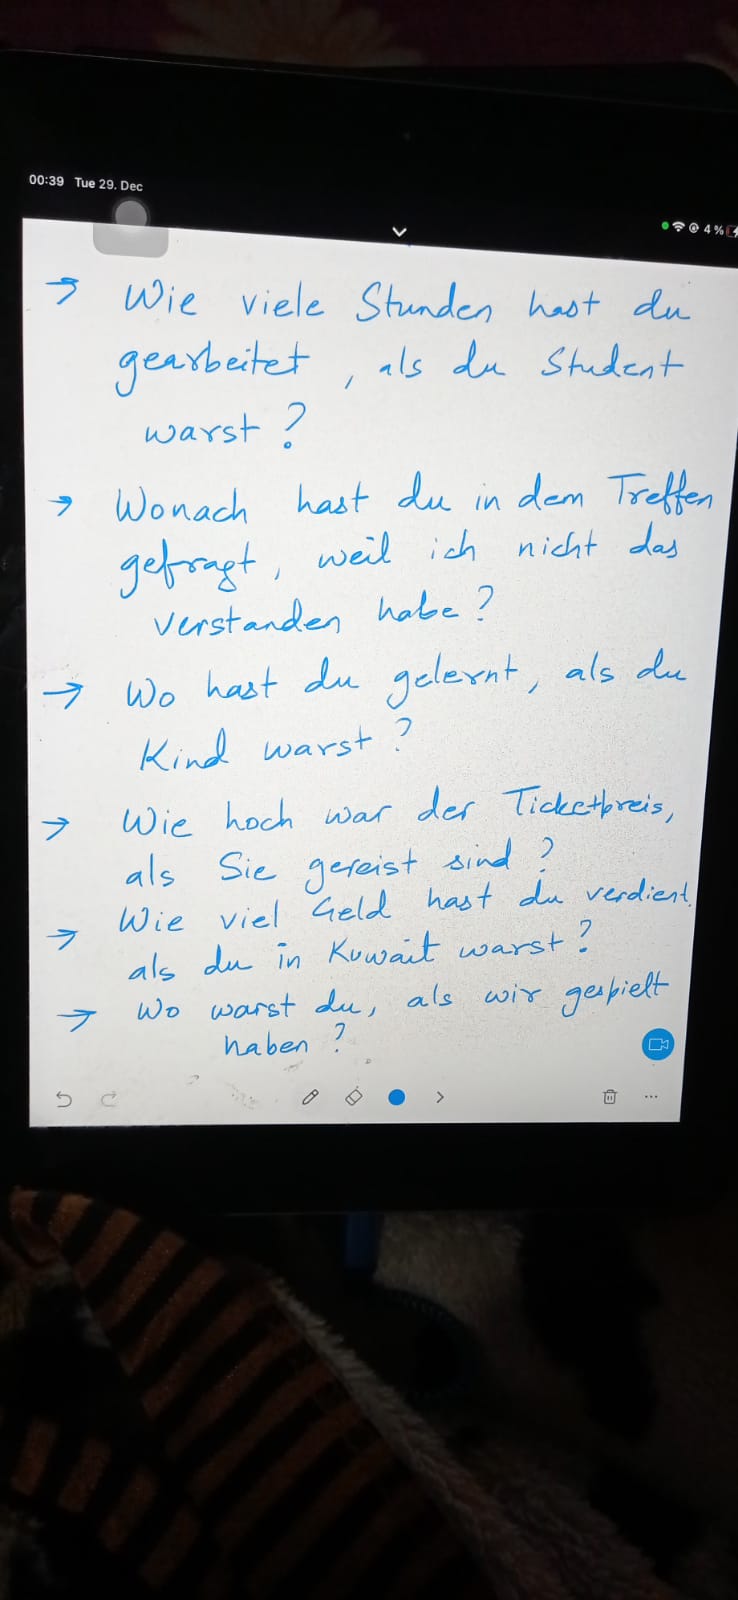 00:39 Tue 29. Dec
4 %
→ Wie viele Stunden hast du
gearbeitet, als du Student
warst?
→ Wonach hast du in dem Treffen
gefragt, weil ich nicht das
verstanden habe?
→ Wo hast du gelernt, als du
Kind warst?
→ Wie hoch war der Ticketpreis,
als Sie gereist sind?
→ Wie viel Geld hast du verdient,
als du in Kuwait warst?
→ Wo warst du, als wir gespielt
haben?